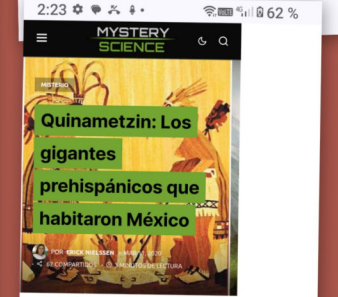 2:23
62 %
MYSTERY
SCIENCE
MISTERIO
Quinametzin: Los
gigantes
prehispánicos que
habitaron México
POR ERICK NIELSSEN
2020
COMPARTIDOS
MINUTOS DE LECTURA